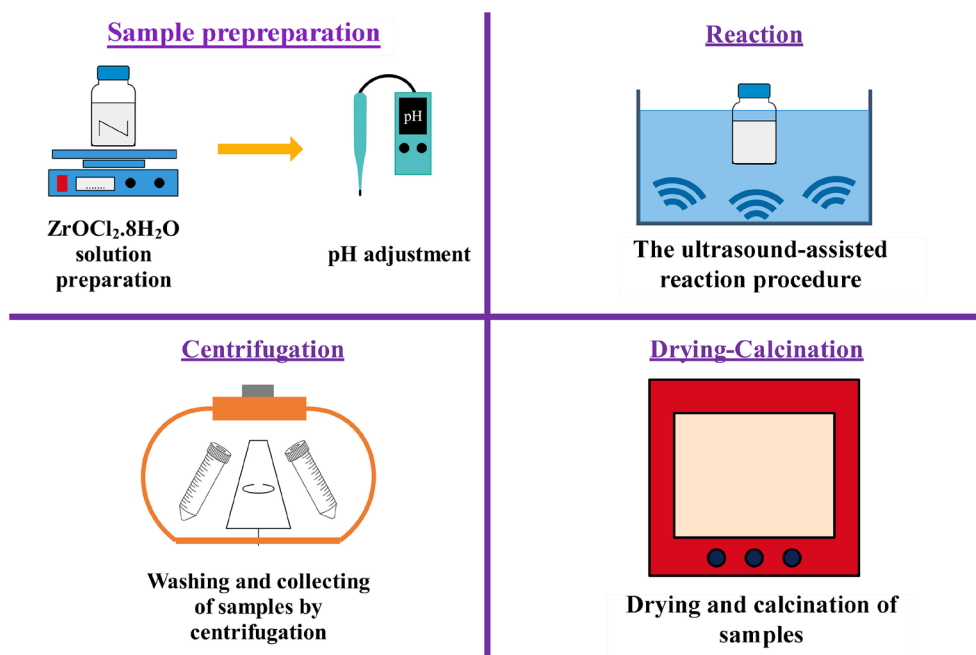 Sample prepreparation
pH
ZrOCl₂.8H₂O
solution
preparation
pH adjustment
Reaction
The ultrasound-assisted
reaction procedure
Centrifugation
Washing and collecting
of samples by
centrifugation
Drying-Calcination
Drying and calcination of
samples